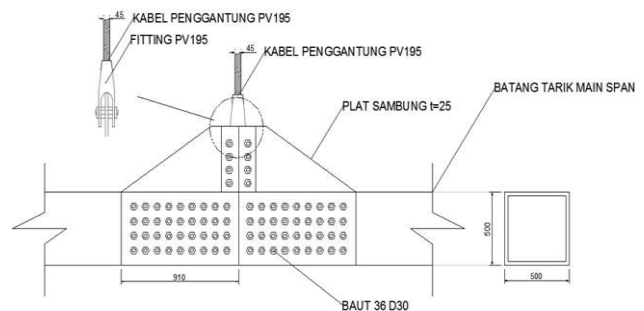 45
KABEL PENGGANTUNG PV195
FITTING PV195
45
KABEL PENGGANTUNG PV195
BATANG TARIK MAIN SPAN
PLAT SAMBUNG t=25
500
910
500
BAUT 36 D30